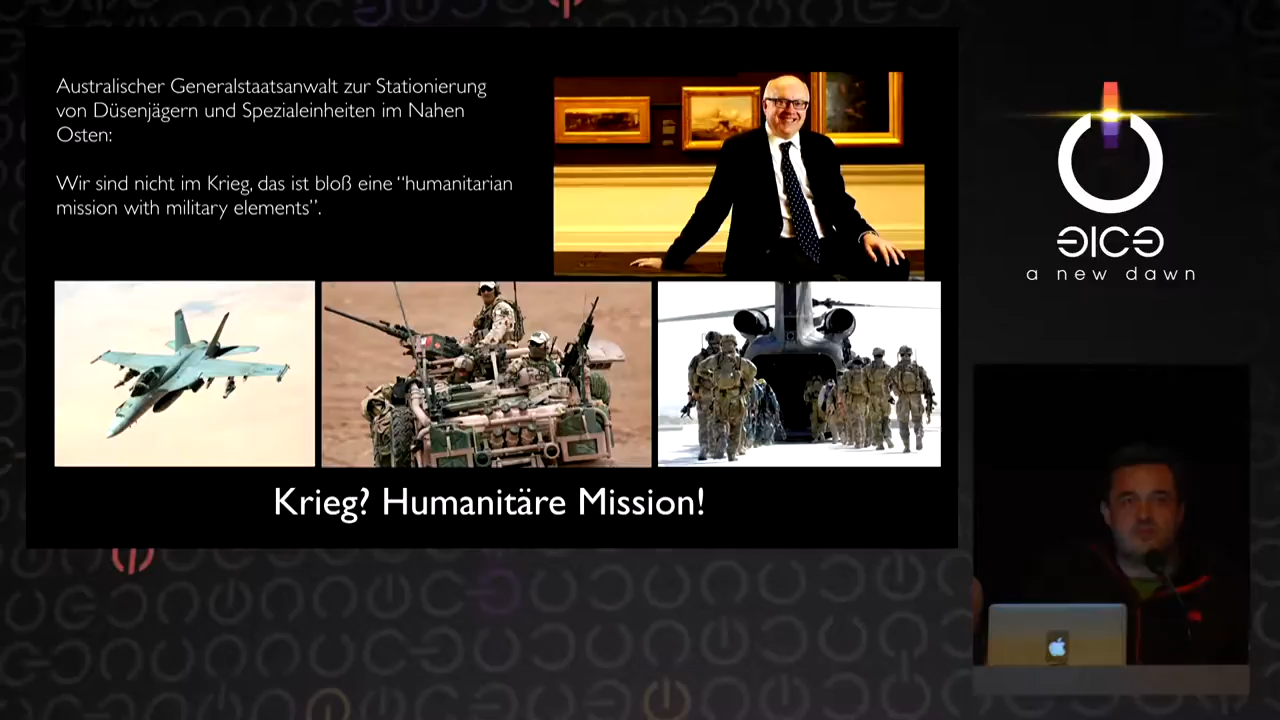 Australischer Generalstaatsanwalt zur Stationierung
von Düsenjägern und Spezialeinheiten im Nahen
Osten:
Wir sind nicht im Krieg, das ist bloß eine “humanitarian
mission with military elements”.
Krieg? Humanitäre Mission!
a new dawn